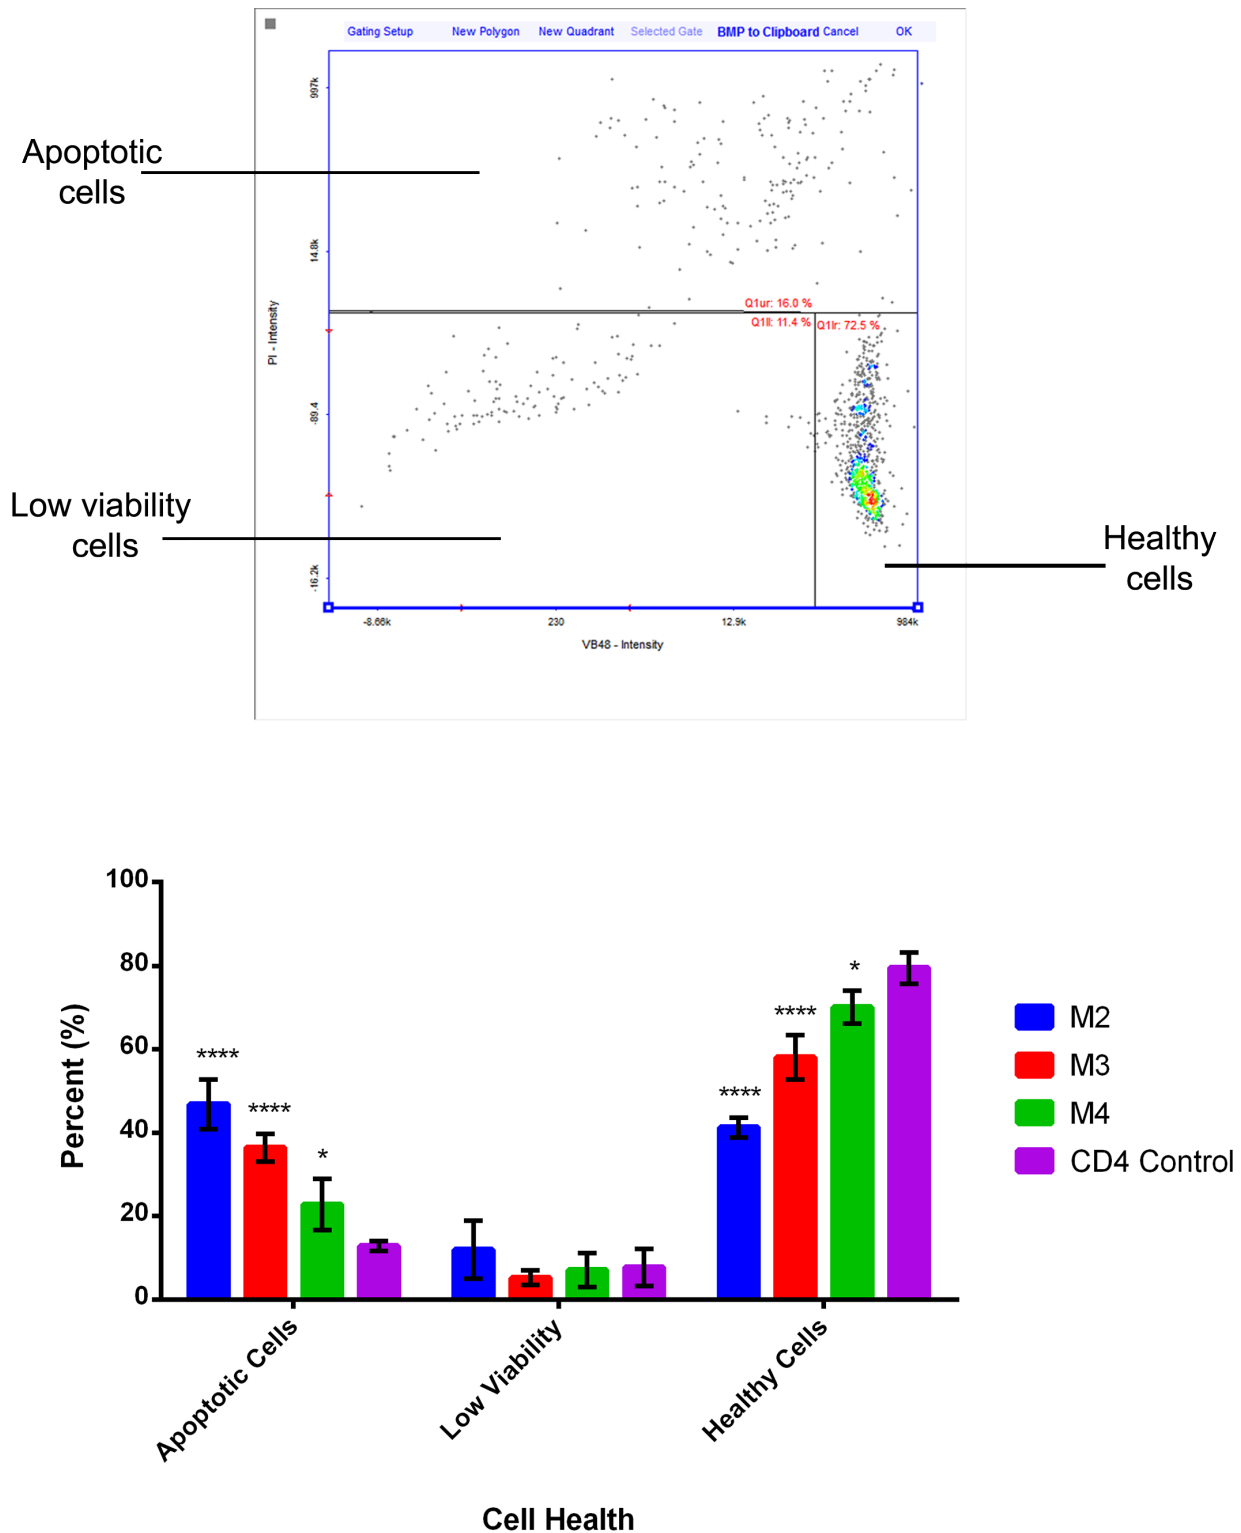 Gating Setup New Polygon New Quadrant Selected Gate BMP to Clipboard Cancel OK
997k
14.8k
-89.4
-16.2k
PI - Intensity
Apoptotic
cells
Q1ur: 16.0 %
Q1ll: 11.4 % Q1lr: 72.5 %
Low viability
cells
Healthy
cells
-8.66k 230 12.9k 984k
VB48 - Intensity
100
80
60
40
20
0
Percent (%)
**** **** *
**** **** *
M2
M3
M4
CD4 Control
Apoptotic Cells
Low Viability
Healthy Cells
Cell Health